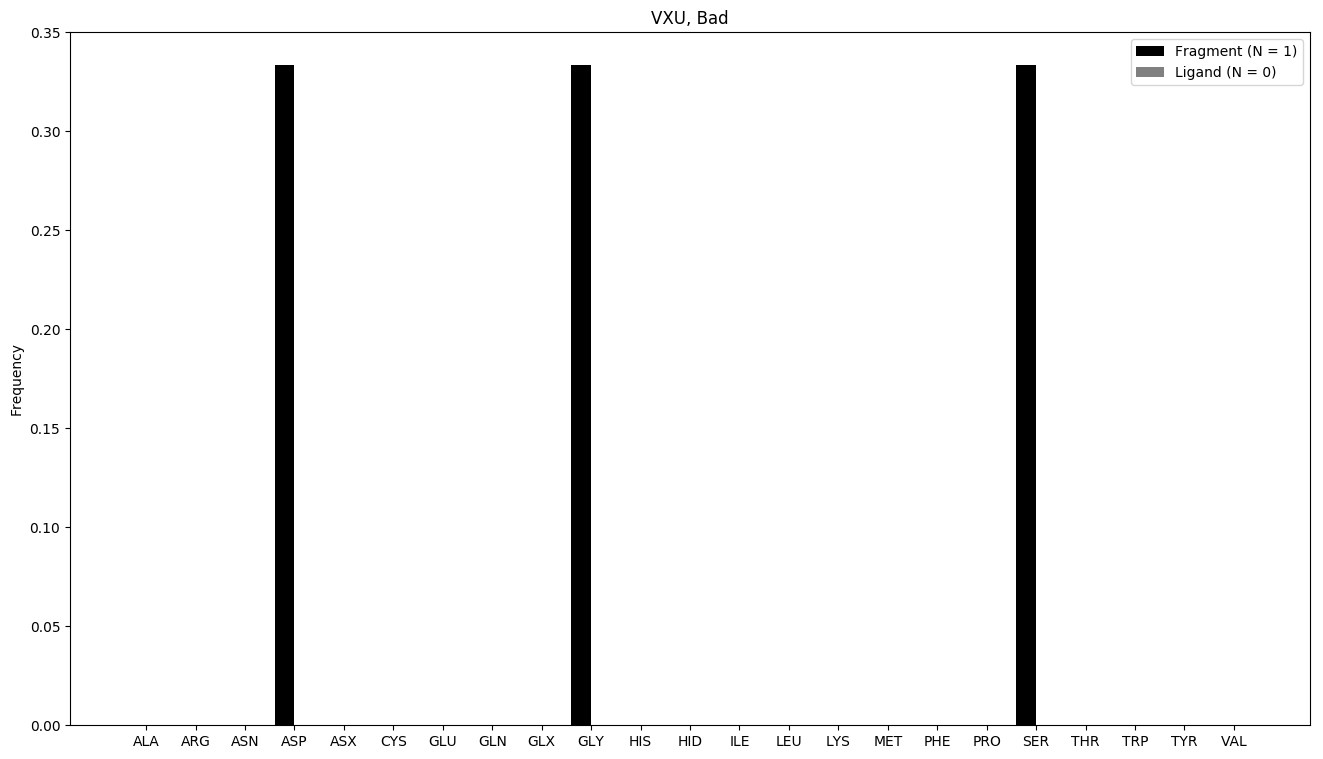 VXU, Bad
Fragment (N = 1)
Ligand (N = 0)
Frequency
0.35
0.30
0.25
0.20
0.15
0.10
0.05
0.00
ALA ARG ASN ASP ASX CYS GLU GLN GLX GLY HIS HID ILE LEU LYS MET PHE PRO SER THR TRP TYR VAL